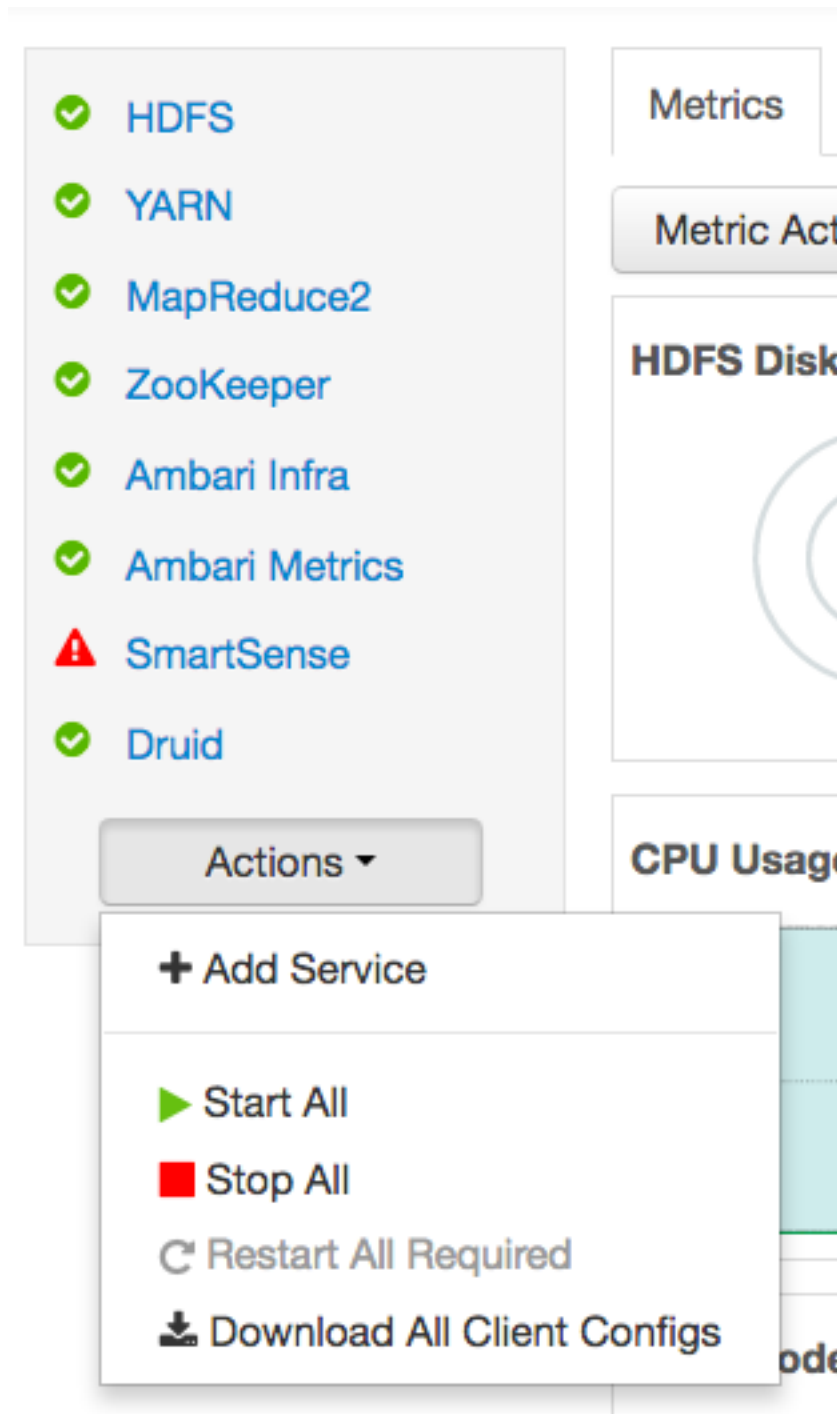 HDFS
YARN
MapReduce2
ZooKeeper
Ambari Infra
Ambari Metrics
SmartSense
Druid
Actions
Add Service
Start All
Stop All
Restart All Required
Download All Client Configs
Metrics
Metric Act
HDFS Disk
CPU Usage
ode